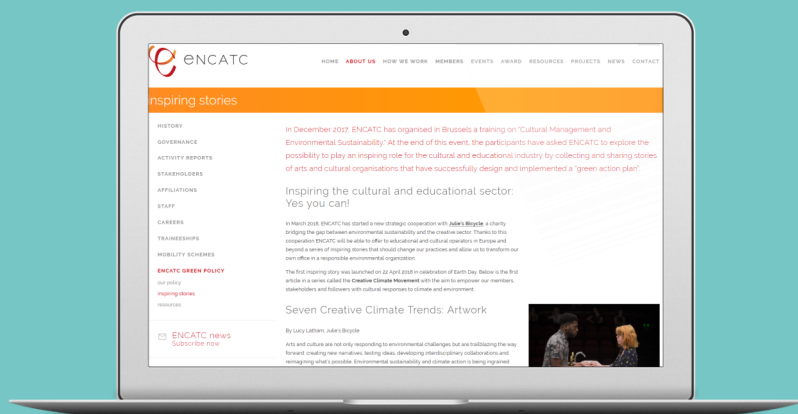 encatc
HOME ABOUT US HOW WE WORK MEMBERS EVENTS AWARD RESOURCES PROJECTS NEWS CONTACT
inspiring stories
HISTORY
GOVERNANCE
ACTIVITY REPORTS
STAKEHOLDERS
AFFILIATIONS
STAFF
CAREERS
TRAINEESHIPS
MOBILITY SCHEMES
ENCATC GREEN POLICY
our policy
inspiring stories
resources
ENCATC news
Subscribe now
In December 2017, ENCATC has organised in Brussels a training on "Cultural Management and
Environmental Sustainability." At the end of this event, the participants have asked ENCATC to explore the
possibility to play an inspiring role for the cultural and educational industry by collecting and sharing stories
of arts and cultural organisations that have successfully design and implemented a "green action plan".
Inspiring the cultural and educational sector:
Yes you can!
In March 2018, ENCATC has started a new strategic cooperation with Julie's Bicycle, a charity
bridging the gap between environmental sustainability and the creative sector. Thanks to this
cooperation ENCATC will be able to offer to educational and cultural operators in Europe and
beyond a series of inspiring stories that should change our practices and allow us to transform our
own office in a responsible environmental organization.
The first inspiring story was launched on 22 April 2018 in celebration of Earth Day. Below is the first
article in a series called the Creative Climate Movement with the aim to empower our members,
stakeholders and followers with cultural responses to climate and environment.
Seven Creative Climate Trends: Artwork
By Lucy Latham, Julie's Bicycle
Arts and culture are not only responding to environmental challenges but are trailblazing the way
forward; creating new narratives, testing ideas, developing interdisciplinary collaborations and
reimagining what's possible. Environmental sustainability and climate action is being ingrained